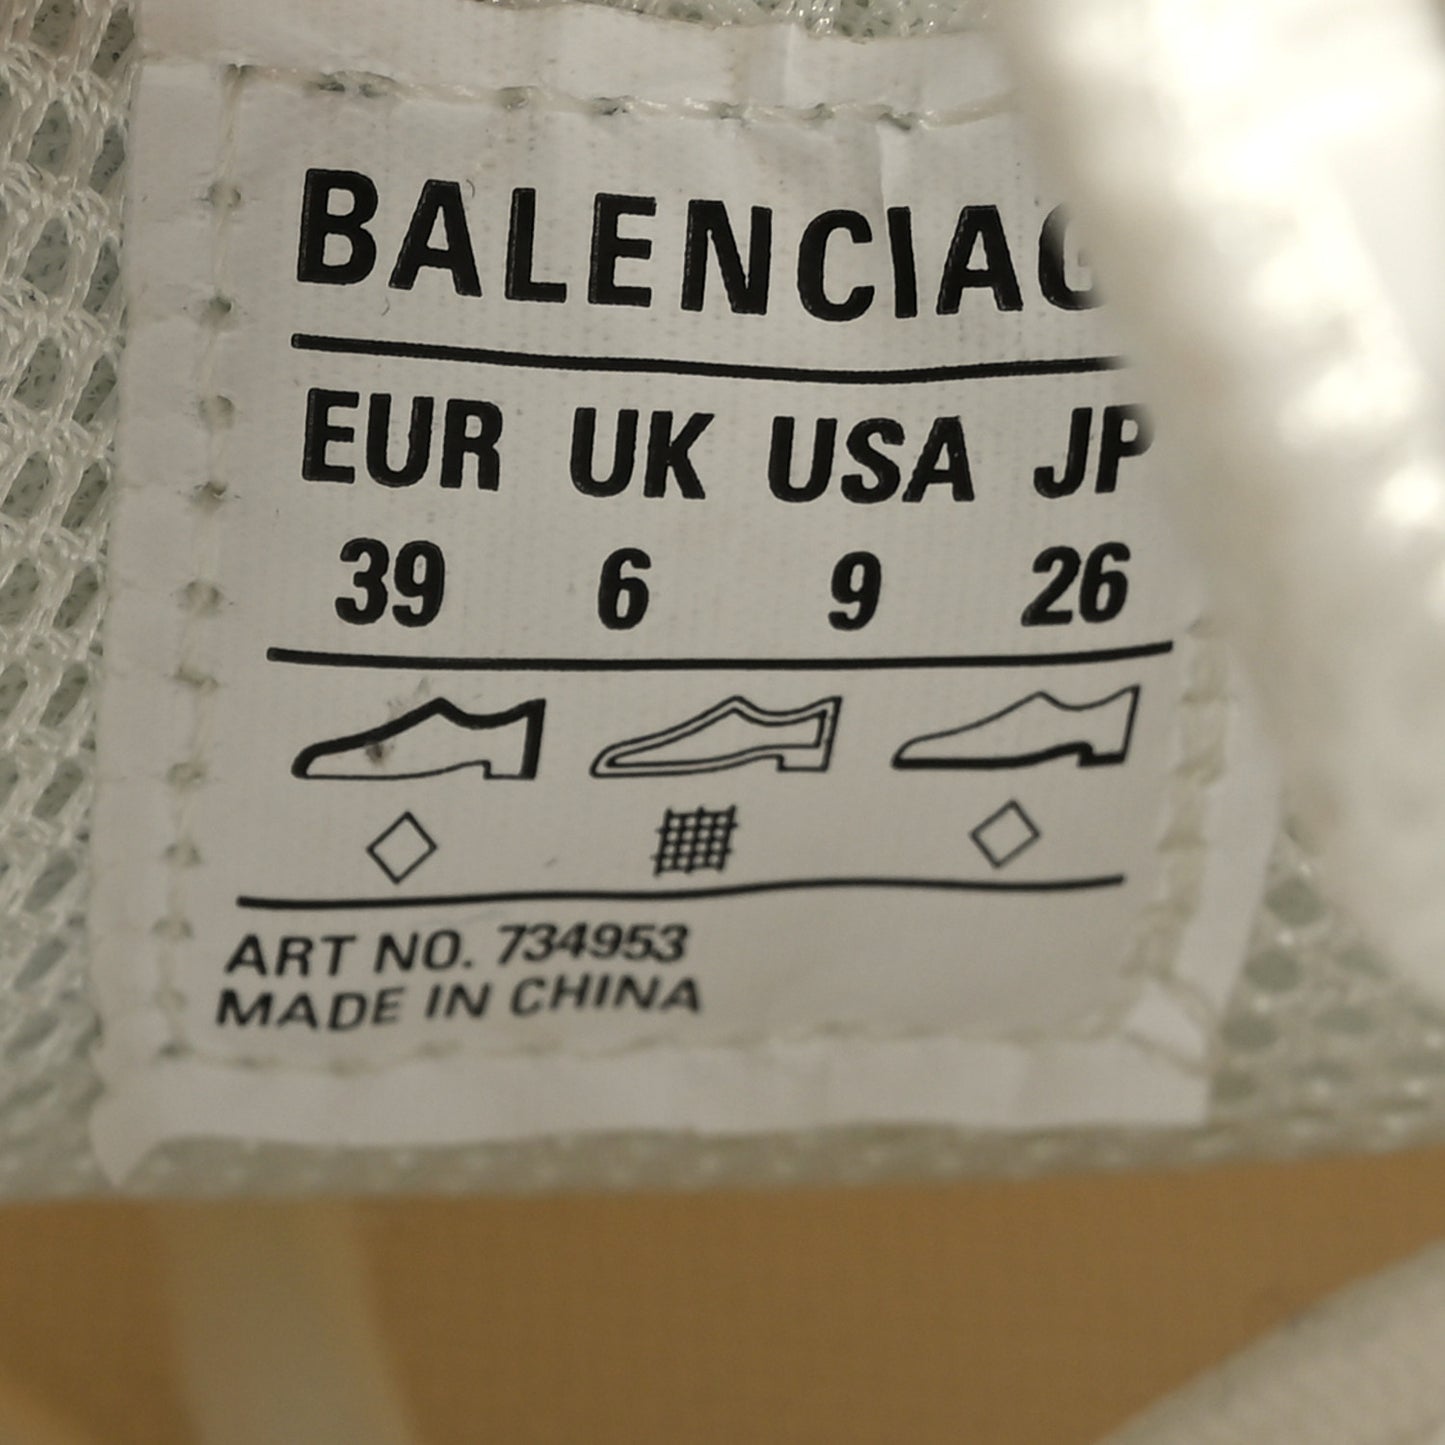 BALENCIAG
EUR UK USA JP
39 6 9 26
ART NO. 734953
MADE IN CHINA